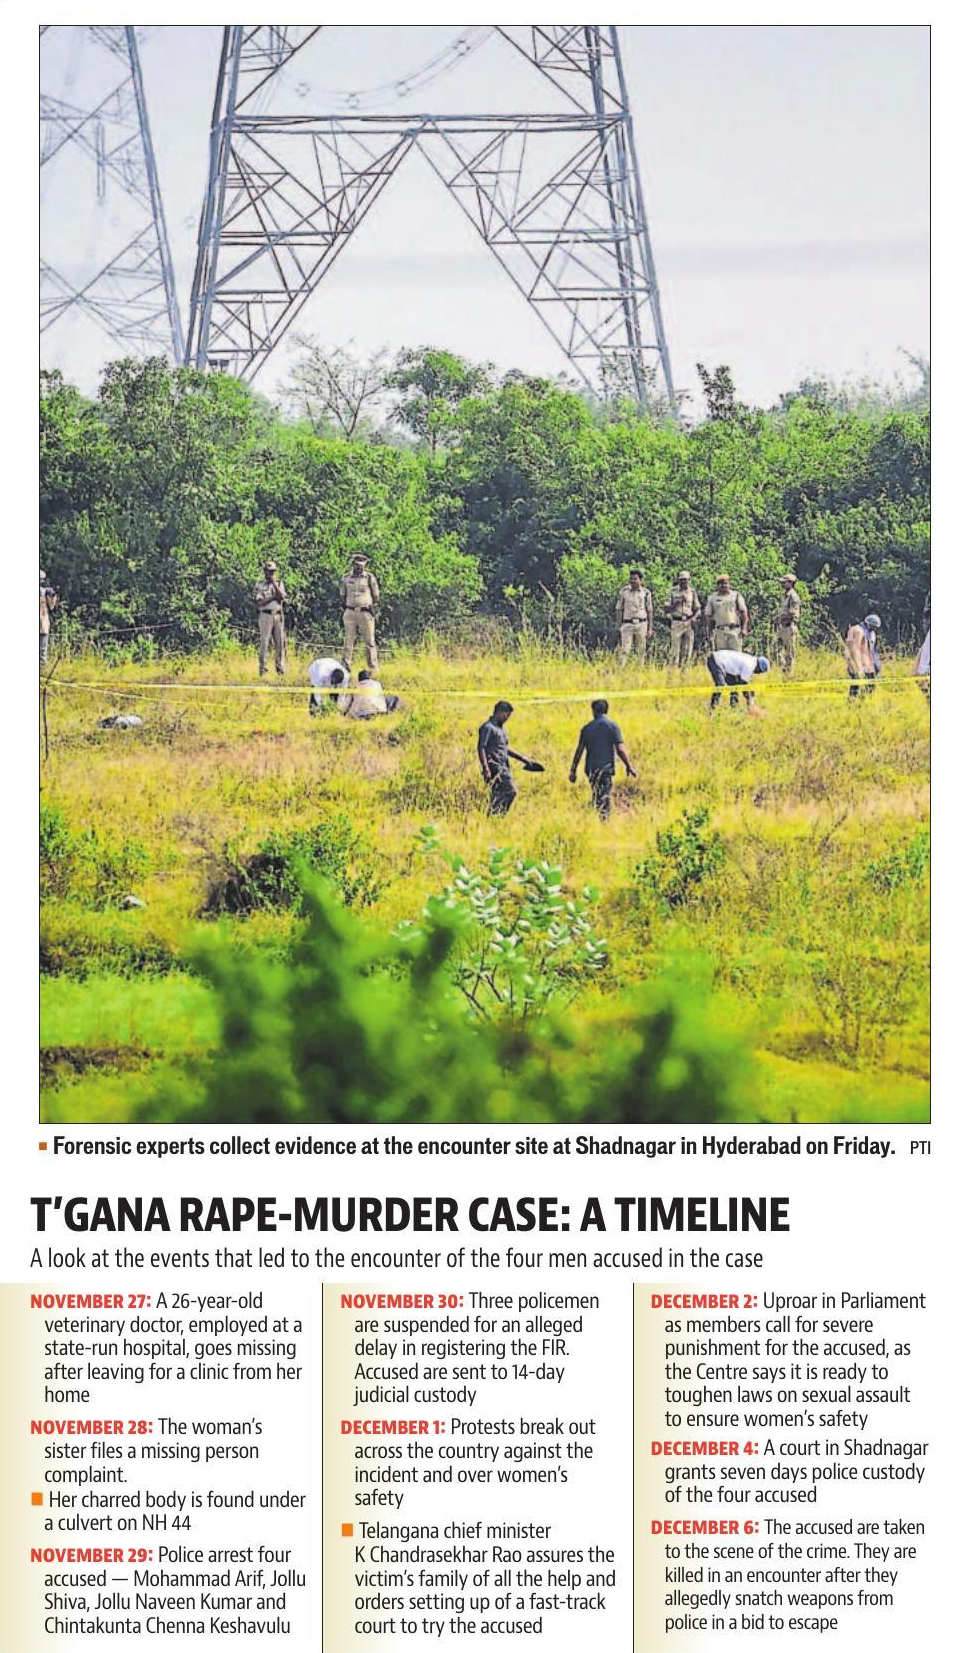 Forensic experts collect evidence at the encounter site at Shadnagar in Hyderabad on Friday. PTI
T'GANA RAPE-MURDER CASE: A TIMELINE
A look at the events that led to the encounter of the four men accused in the case
NOVEMBER 27: A 26-year-old
veterinary doctor, employed at a
state-run hospital, goes missing
after leaving for a clinic from her
home
NOVEMBER 28: The woman's
sister files a missing person
complaint.
Her charred body is found under
a culvert on NH 44
NOVEMBER 29: Police arrest four
accused — Mohammad Arif, Jollu
Shiva, Jollu Naveen Kumar and
Chintakunta Chenna Keshavulu
NOVEMBER 30: Three policemen
are suspended for an alleged
delay in registering the FIR.
Accused are sent to 14-day
judicial custody
DECEMBER 1: Protests break out
across the country against the
incident and over women's
safety
Telangana chief minister
K Chandrasekhar Rao assures the
victim's family of all the help and
orders setting up of a fast-track
court to try the accused
DECEMBER 2: Uproar in Parliament
as members call for severe
punishment for the accused, as
the Centre says it is ready to
toughen laws on sexual assault
to ensure women's safety
DECEMBER 4: A court in Shadnagar
grants seven days police custody
of the four accused
DECEMBER 6: The accused are taken
to the scene of the crime. They are
killed in an encounter after they
allegedly snatch weapons from
police in a bid to escape